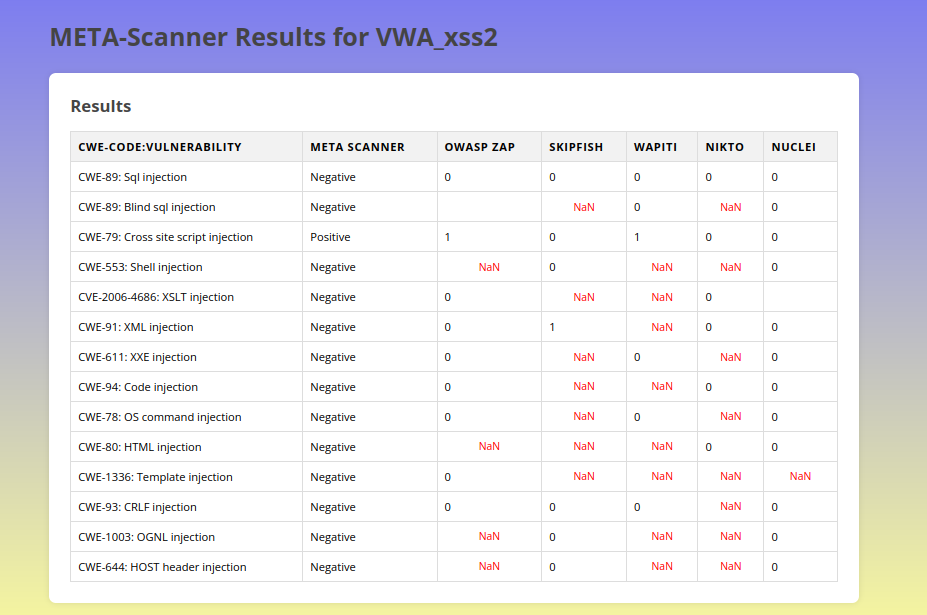 META-Scanner Results for VWA_xss2
Results
CWE-CODE:VULNERABILITY META SCANNER OWASP ZAP SKIPFISH WAPITI NIKTO NUCLEI
CWE-89: Sql injection Negative 0 0 0 0 0
CWE-89: Blind sql injection Negative NaN 0 NaN 0
CWE-79: Cross site script injection Positive 1 0 1 0 0
CWE-553: Shell injection Negative NaN 0 NaN NaN 0
CVE-2006-4686: XSLT injection Negative 0 NaN NaN 0
CWE-91: XML injection Negative 0 1 NaN 0 0
CWE-611: XXE injection Negative 0 NaN 0 NaN 0
CWE-94: Code injection Negative 0 NaN NaN 0 0
CWE-78: OS command injection Negative 0 NaN 0 NaN 0
CWE-80: HTML injection Negative NaN NaN NaN 0 0
CWE-1336: Template injection Negative 0 NaN NaN NaN NaN
CWE-93: CRLF injection Negative 0 0 0 NaN 0
CWE-1003: OGNL injection Negative NaN 0 NaN NaN 0
CWE-644: HOST header injection Negative NaN 0 NaN NaN 0